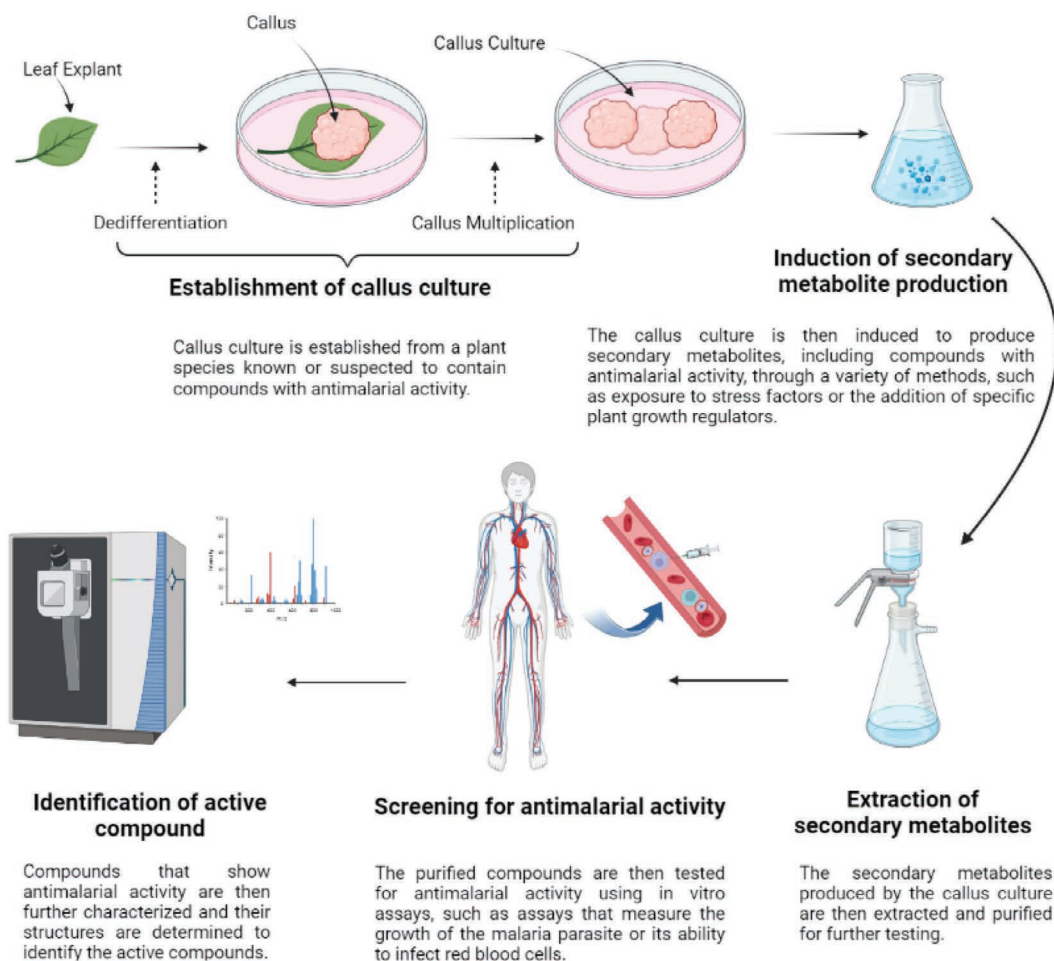 Callus
Leaf Explant
Callus Culture
Dedifferentiation
Callus Multiplication
Establishment of callus culture
Callus culture is established from a plant
species known or suspected to contain
compounds with antimalarial activity.
Induction of secondary
metabolite production
The callus culture is then induced to produce
secondary metabolites, including compounds with
antimalarial activity, through a variety of methods, such
as exposure to stress factors or the addition of specific
plant growth regulators.
Intensity
200 400 600 800 1000
m/z
Identification of active
compound
Compounds that show
antimalarial activity are then
further characterized and their
structures are determined to
identify the active compounds.
Screening for antimalarial activity
The purified compounds are then tested
for antimalarial activity using in vitro
assays, such as assays that measure the
growth of the malaria parasite or its ability
to infect red blood cells.
Extraction of
secondary metabolites
The secondary metabolites
produced by the callus culture
are then extracted and purified
for further testing.